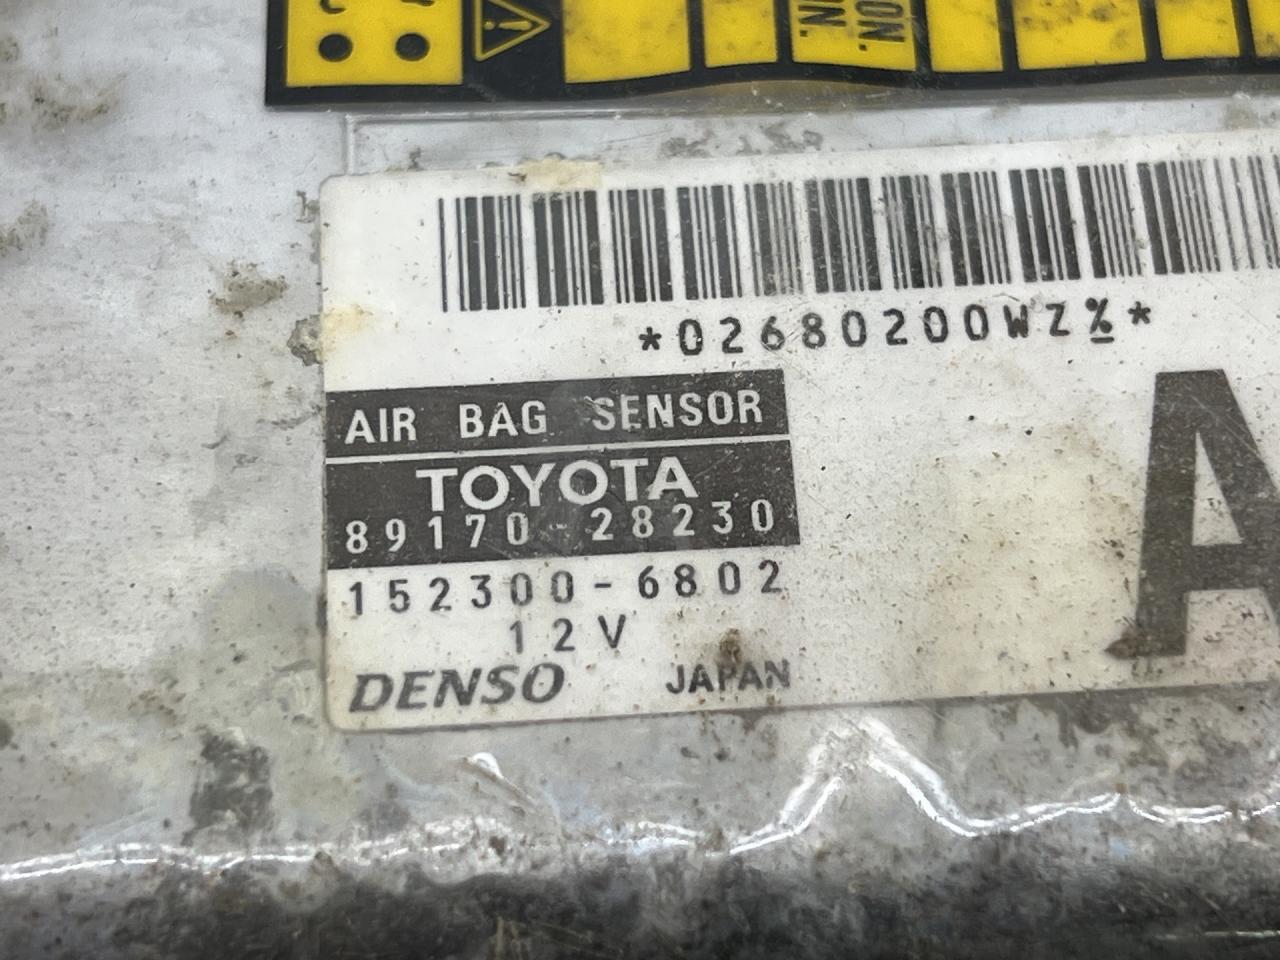 *02680200WZ%*
AIR BAG SENSOR
TOYOTA
89170-28230
152300-6802
12V
DENSO JAPAN
A